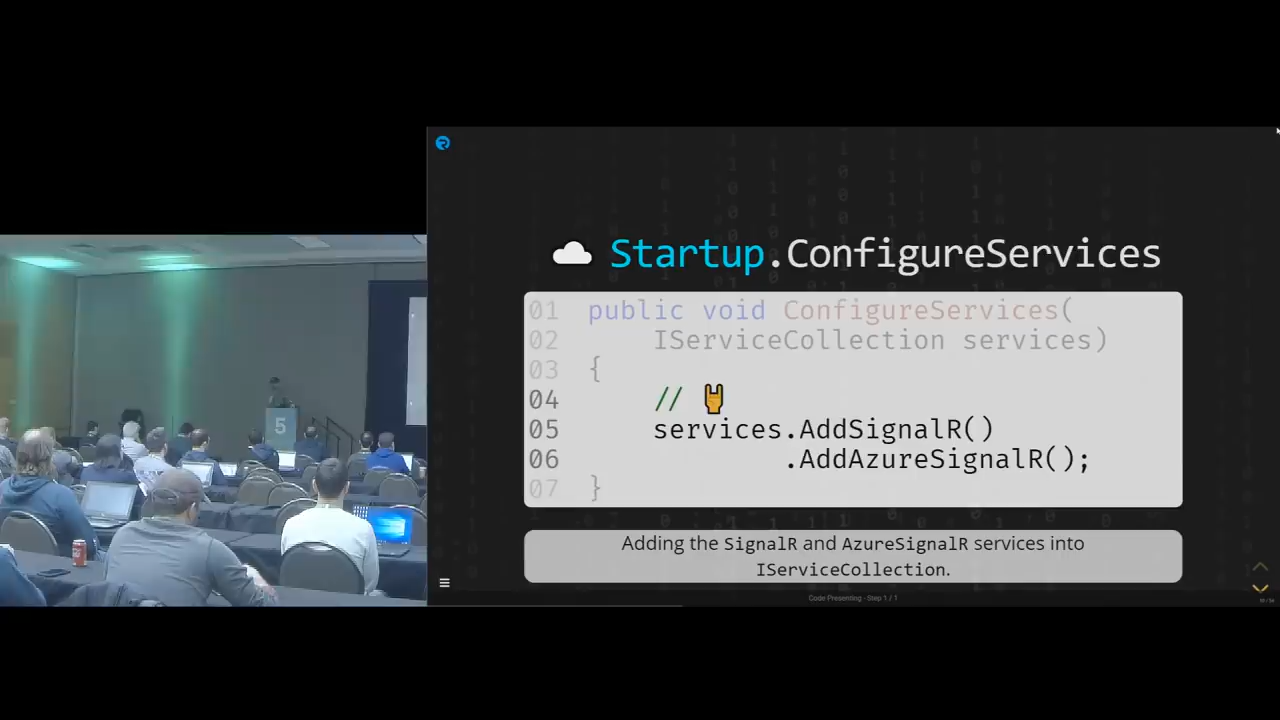 Startup.ConfigureServices
01 public void ConfigureServices(
02 IServiceCollection services)
03 {
04 // 🤘
05 services.AddSignalR()
06 .AddAzureSignalR();
07 }
Adding the SignalR and AzureSignalR services into
IServiceCollection.
Code Presenting - Step 1 / 1
5